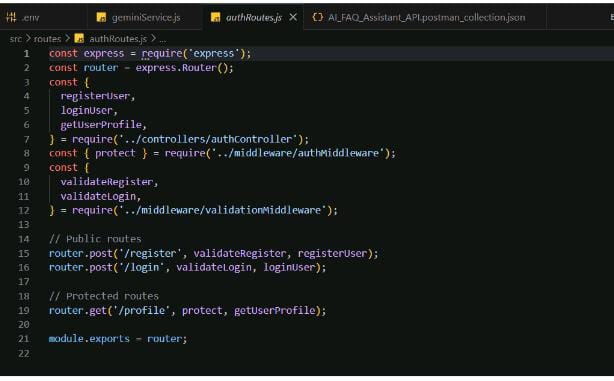 .env geminiService.js authRoutes.js × {} AI_FAQ_Assistant_API.postman_collection.json
src > routes > authRoutes.js > ...
1 const express = require('express');
2 const router = express.Router();
3 const {
4 registerUser,
5 loginUser,
6 getUserProfile,
7 } = require('../controllers/authController');
8 const { protect } = require('../middleware/authMiddleware');
9 const {
10 validateRegister,
11 validateLogin,
12 } = require('../middleware/validationMiddleware');
13
14 // Public routes
15 router.post('/register', validateRegister, registerUser);
16 router.post('/login', validateLogin, loginUser);
17
18 // Protected routes
19 router.get('/profile', protect, getUserProfile);
20
21 module.exports = router;
22